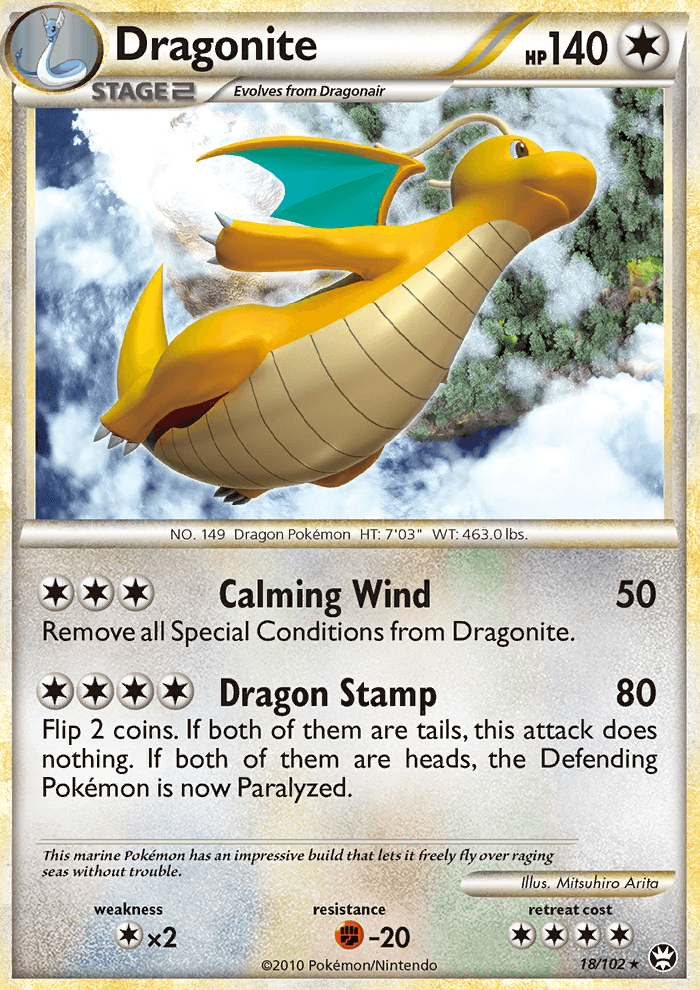 Dragonite HP 140
STAGE 2 Evolves from Dragonair
NO. 149 Dragon Pokémon HT: 7'03" WT: 463.0 lbs.
Calming Wind 50
Remove all Special Conditions from Dragonite.
Dragon Stamp 80
Flip 2 coins. If both of them are tails, this attack does
nothing. If both of them are heads, the Defending
Pokémon is now Paralyzed.
This marine Pokémon has an impressive build that lets it freely fly over raging
seas without trouble.
Illus. Mitsuhiro Arita
weakness resistance retreat cost
×2 -20
©2010 Pokémon/Nintendo 18/102 ★